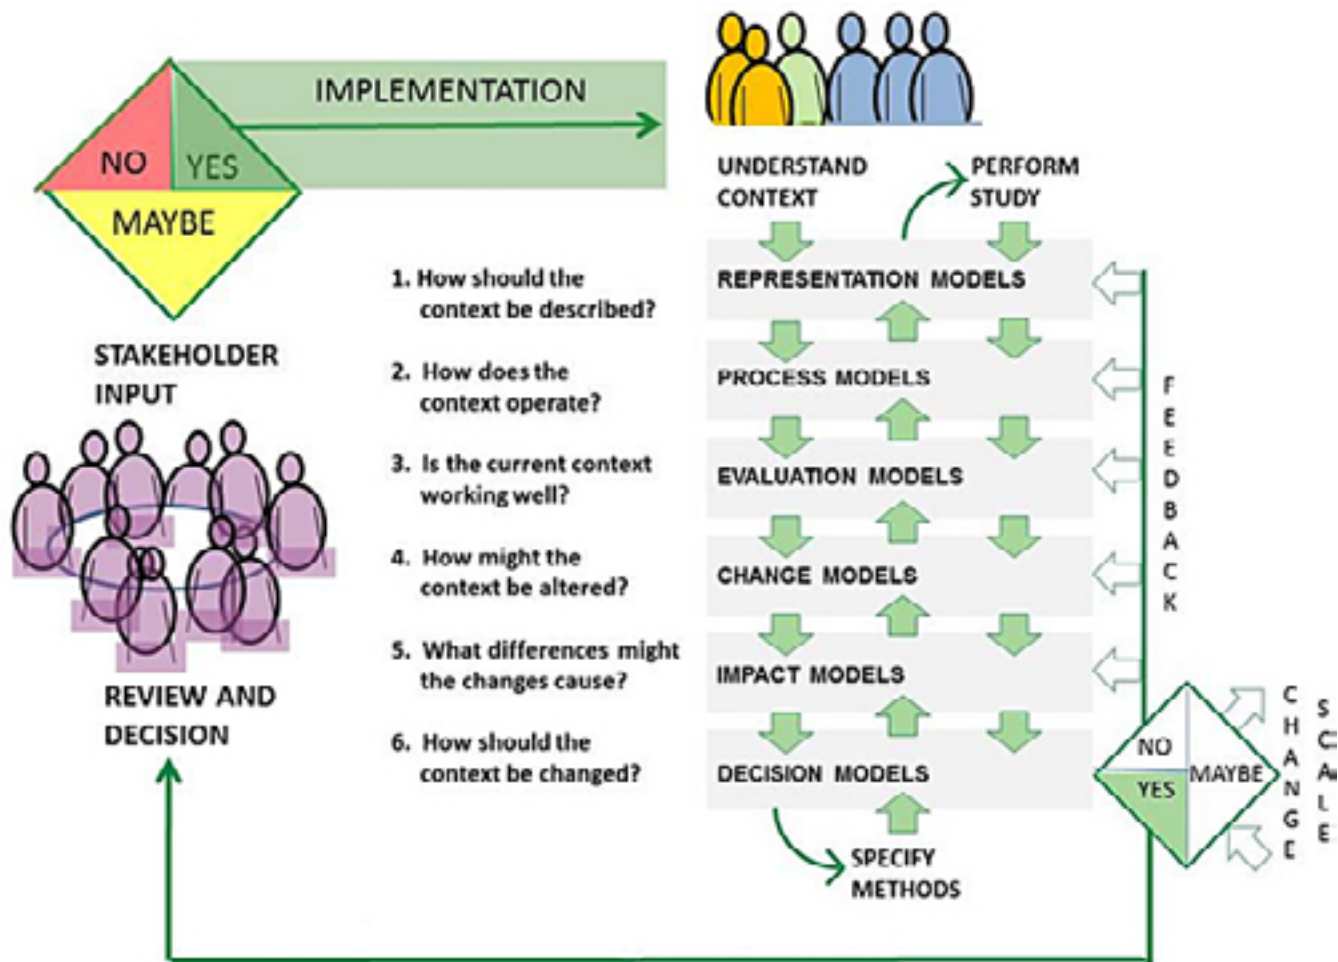 IMPLEMENTATION
NO
YES
MAYBE
STAKEHOLDER
INPUT
REVIEW AND
DECISION
1. How should the
context be described?
2. How does the
context operate?
3. Is the current context
working well?
4. How might the
context be altered?
5. What differences might
the changes cause?
6. How should the
context be changed?
UNDERSTAND
CONTEXT
PERFORM
STUDY
REPRESENTATION MODELS
PROCESS MODELS
EVALUATION MODELS
CHANGE MODELS
IMPACT MODELS
DECISION MODELS
SPECIFY
METHODS
FEEDBACK
NO
MAYBE
YES
CHANGE
SCALE